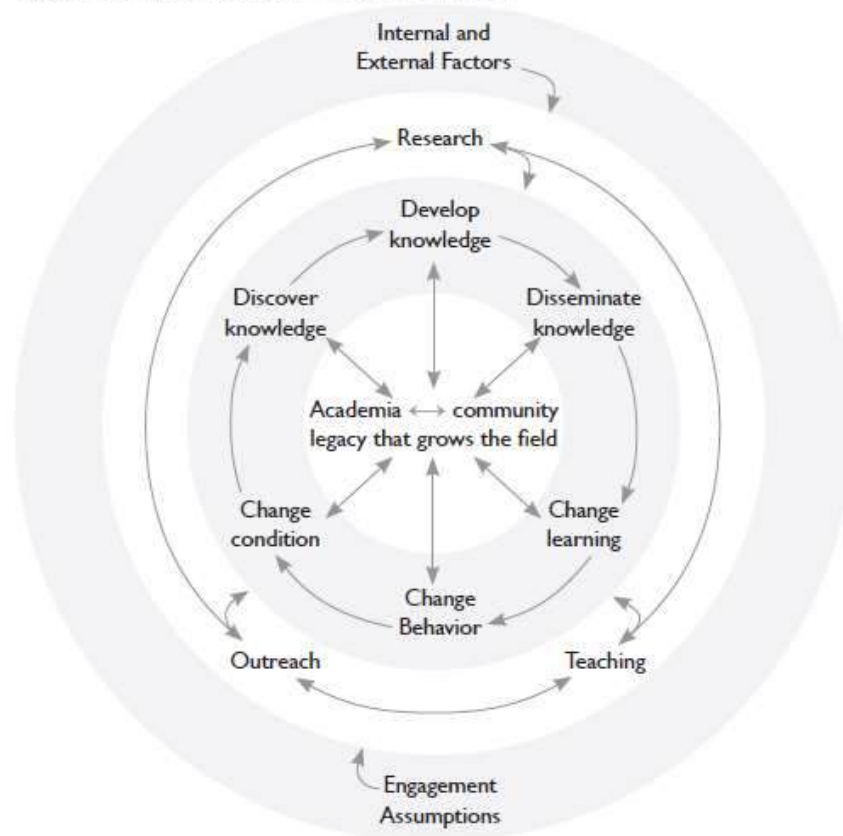 Internal and
External Factors
Research
Develop
knowledge
Discover
knowledge
Disseminate
knowledge
Academia ↔ community
legacy that grows the field
Change
condition
Change
learning
Change
Behavior
Outreach
Teaching
Engagement
Assumptions